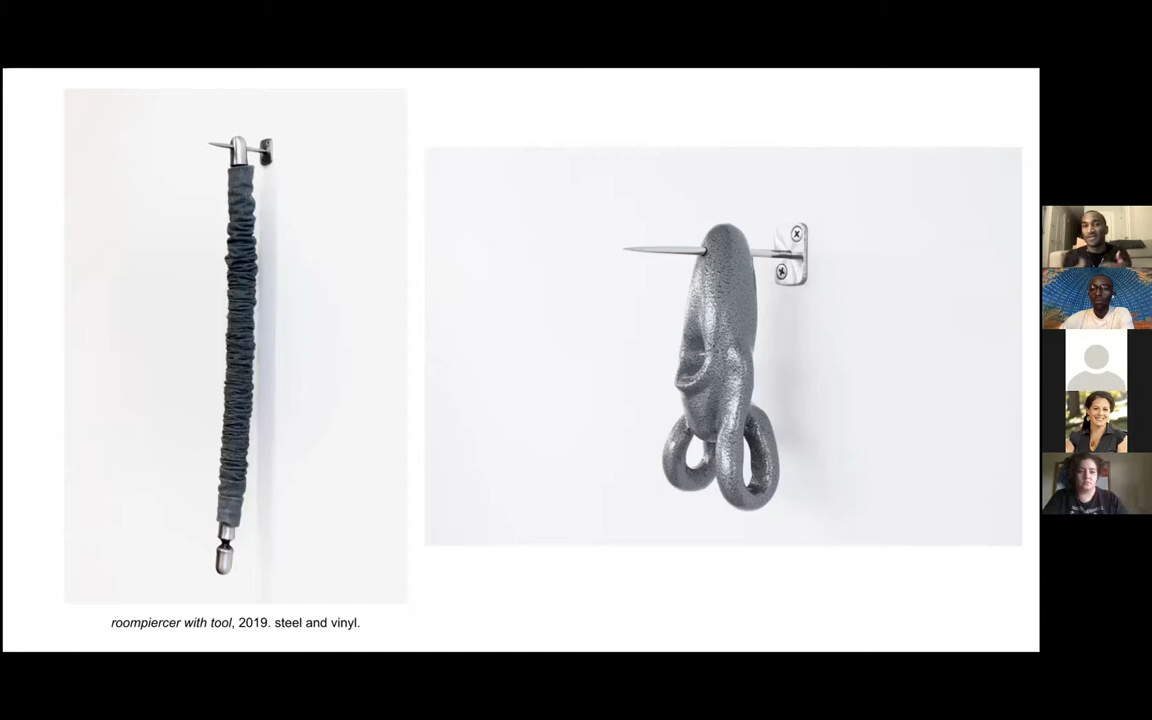 roompiercer with tool, 2019. steel and vinyl.